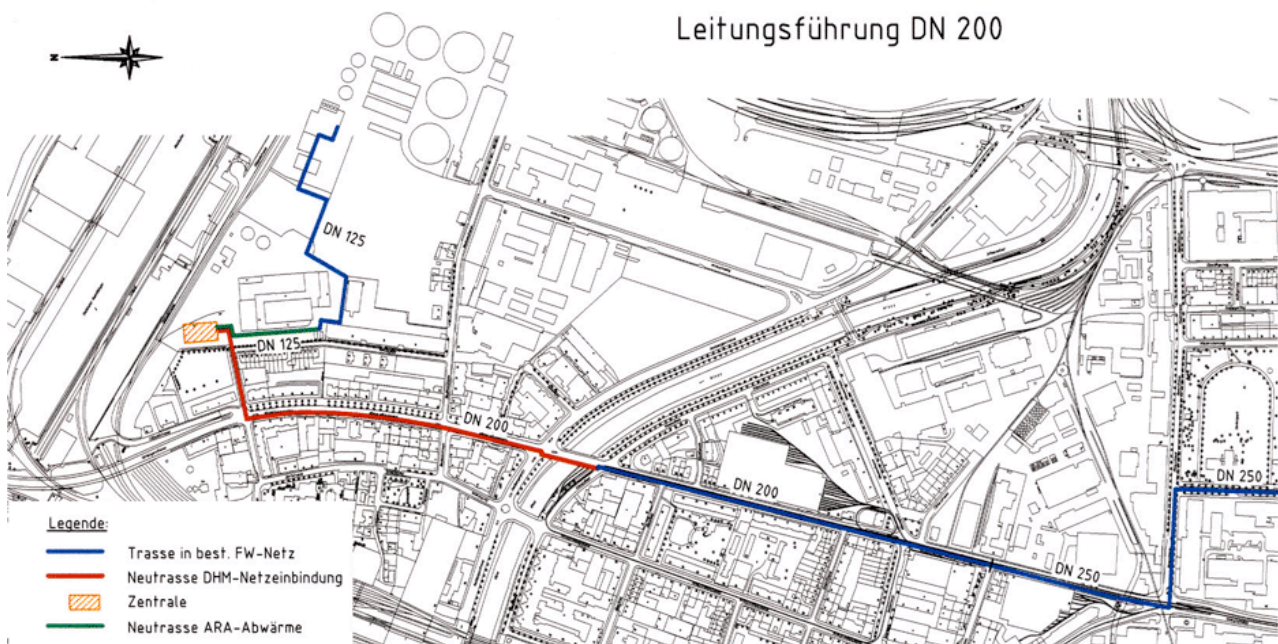 Leitungsführung DN 200
N
DN 125
DN 125
DN 200
DN 200
DN 250
DN 250
Legende:
Trasse in best. FW-Netz
Neutrasse DHM-Netzeinbindung
Zentrale
Neutrasse ARA-Abwärme